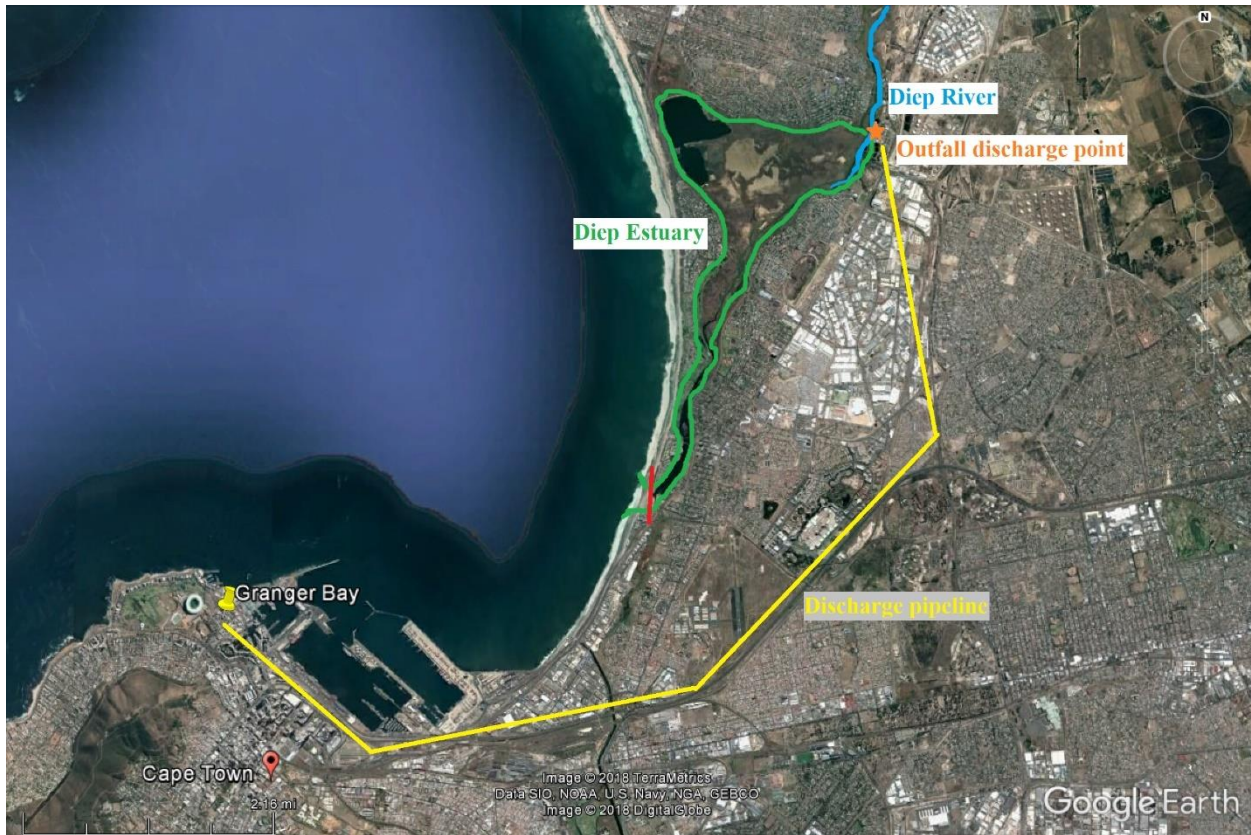 N
Diep River
Outfall discharge point
Diep Estuary
Granger Bay
Discharge pipeline
Cape Town
2.16 mi
Image © 2018 TerraMetrics
Data SIO, NOAA, U.S. Navy, NGA, GEBCO
Image © 2018 DigitalGlobe
Google Earth